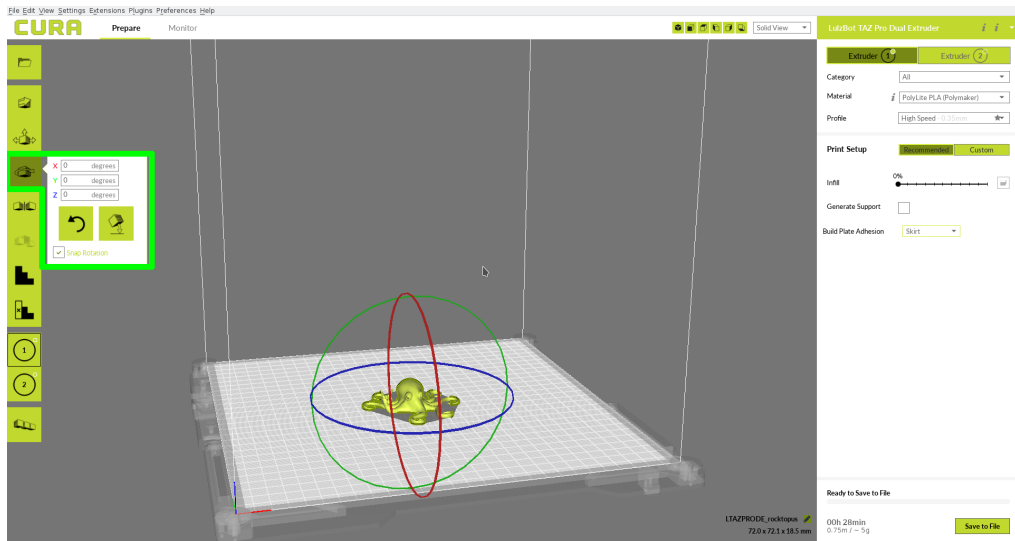 File Edit View Settings Extensions Plugins Preferences Help
CURA Prepare Monitor Solid View
LulzBot TAZ Pro Dual Extruder i i
Extruder 1 Extruder 2
Category All
Material i PolyLite PLA (Polymaker)
Profile High Speed - 0.35mm
Print Setup Recommended Custom
Infill 0%
Generate Support
Build Plate Adhesion Skirt
X 0 degrees
Y 0 degrees
Z 0 degrees
Snap Rotation
X
1
2
LTAZPRODE_rocktopus
72.0 x 72.1 x 18.5 mm
Ready to Save to File
00h 28min
0.75m / ~ 5g
Save to File